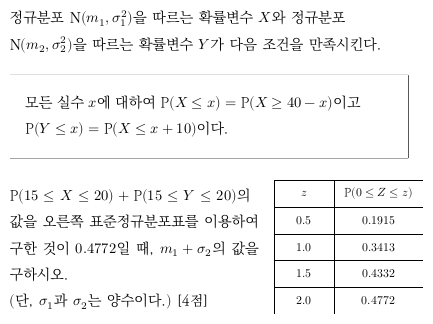 정규분포 N(m₁, σ₁²)을 따르는 확률변수 X와 정규분포
N(m₂, σ₂²)을 따르는 확률변수 Y가 다음 조건을 만족시킨다.
모든 실수 x에 대하여 P(X ≤ x) = P(X ≥ 40 − x)이고
P(Y ≤ x) = P(X ≤ x + 10)이다.
P(15 ≤ X ≤ 20) + P(15 ≤ Y ≤ 20)의
값을 오른쪽 표준정규분포표를 이용하여
구한 것이 0.4772일 때, m₁ + σ₂의 값을
구하시오.
(단, σ₁과 σ₂는 양수이다.) [4점]
z P(0 ≤ Z ≤ z)
0.5 0.1915
1.0 0.3413
1.5 0.4332
2.0 0.4772